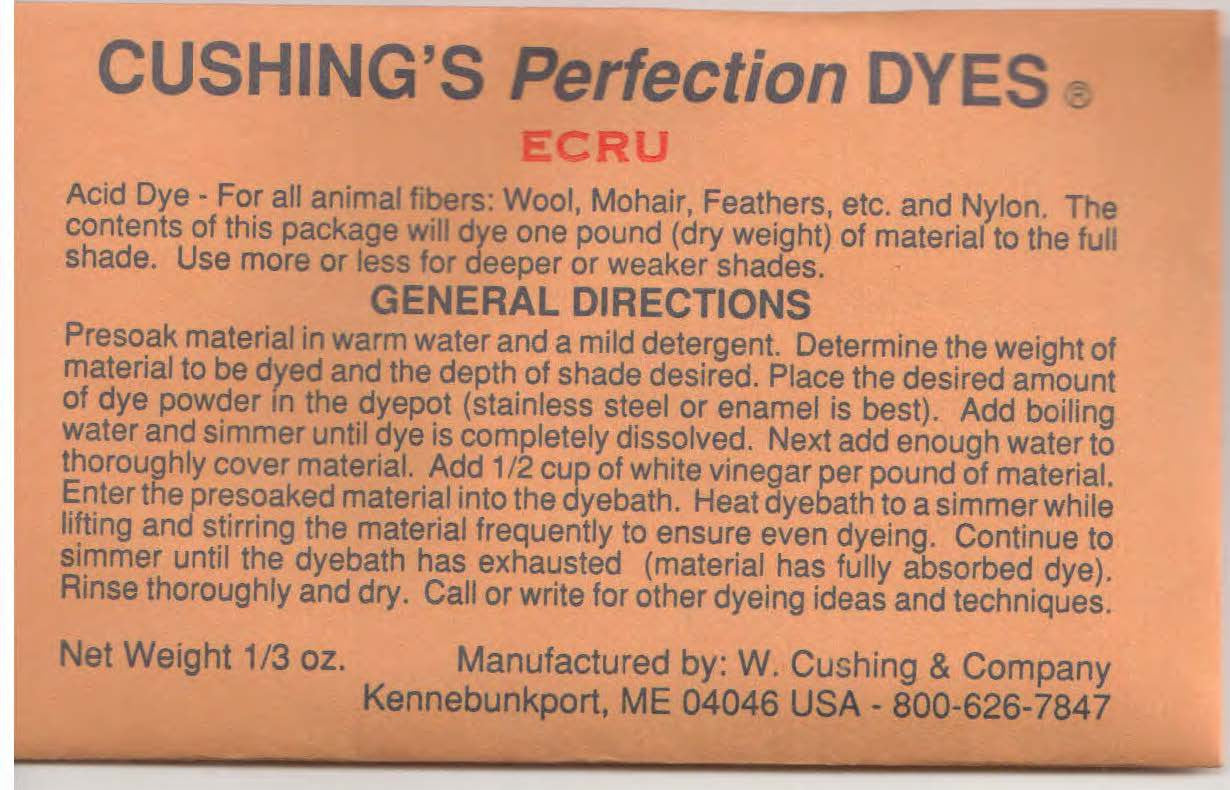 CUSHING'S Perfection DYES ®
ECRU
Acid Dye - For all animal fibers: Wool, Mohair, Feathers, etc. and Nylon. The
contents of this package will dye one pound (dry weight) of material to the full
shade. Use more or less for deeper or weaker shades.
GENERAL DIRECTIONS
Presoak material in warm water and a mild detergent. Determine the weight of
material to be dyed and the depth of shade desired. Place the desired amount
of dye powder in the dyepot (stainless steel or enamel is best). Add boiling
water and simmer until dye is completely dissolved. Next add enough water to
thoroughly cover material. Add 1/2 cup of white vinegar per pound of material.
Enter the presoaked material into the dyebath. Heat dyebath to a simmer while
lifting and stirring the material frequently to ensure even dyeing. Continue to
simmer until the dyebath has exhausted (material has fully absorbed dye).
Rinse thoroughly and dry. Call or write for other dyeing ideas and techniques.
Net Weight 1/3 oz. Manufactured by: W. Cushing & Company
Kennebunkport, ME 04046 USA - 800-626-7847